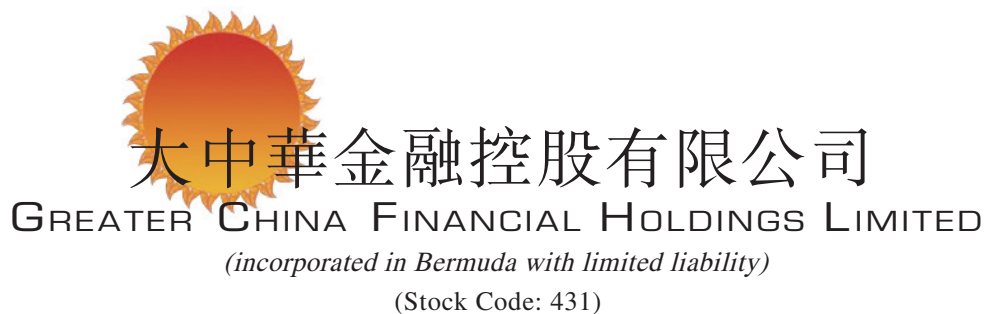 大中華金融控股有限公司
GREATER CHINA FINANCIAL HOLDINGS LIMITED
(incorporated in Bermuda with limited liability)
(Stock Code: 431)